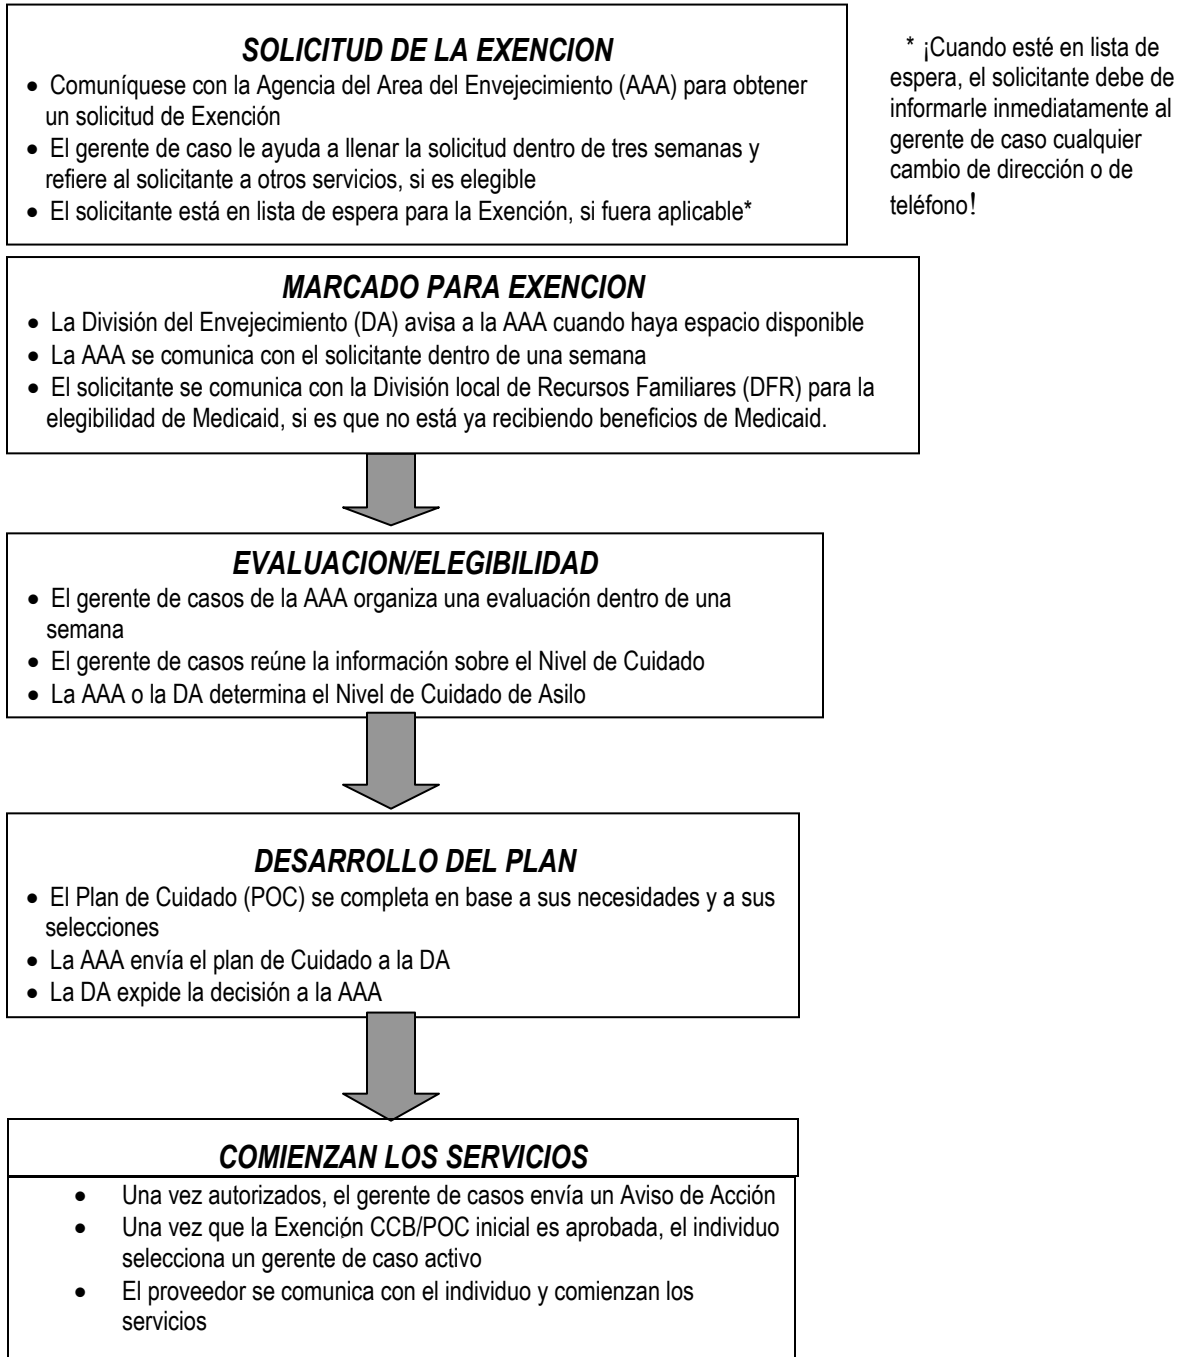 SOLICITUD DE LA EXENCION
• Comuníquese con la Agencia del Area del Envejecimiento (AAA) para obtener
un solicitud de Exención
• El gerente de caso le ayuda a llenar la solicitud dentro de tres semanas y
refiere al solicitante a otros servicios, si es elegible
• El solicitante está en lista de espera para la Exención, si fuera aplicable*
* ¡Cuando esté en lista de
espera, el solicitante debe de
informarle inmediatamente al
gerente de caso cualquier
cambio de dirección o de
teléfono!
MARCADO PARA EXENCION
• La División del Envejecimiento (DA) avisa a la AAA cuando haya espacio disponible
• La AAA se comunica con el solicitante dentro de una semana
• El solicitante se comunica con la División local de Recursos Familiares (DFR) para la
elegibilidad de Medicaid, si es que no está ya recibiendo beneficios de Medicaid.
EVALUACION/ELEGIBILIDAD
• El gerente de casos de la AAA organiza una evaluación dentro de una
semana
• El gerente de casos reúne la información sobre el Nivel de Cuidado
• La AAA o la DA determina el Nivel de Cuidado de Asilo
DESARROLLO DEL PLAN
• El Plan de Cuidado (POC) se completa en base a sus necesidades y a sus
selecciones
• La AAA envía el plan de Cuidado a la DA
• La DA expide la decisión a la AAA
COMIENZAN LOS SERVICIOS
• Una vez autorizados, el gerente de casos envía un Aviso de Acción
• Una vez que la Exención CCB/POC inicial es aprobada, el individuo
selecciona un gerente de caso activo
• El proveedor se comunica con el individuo y comienzan los
servicios